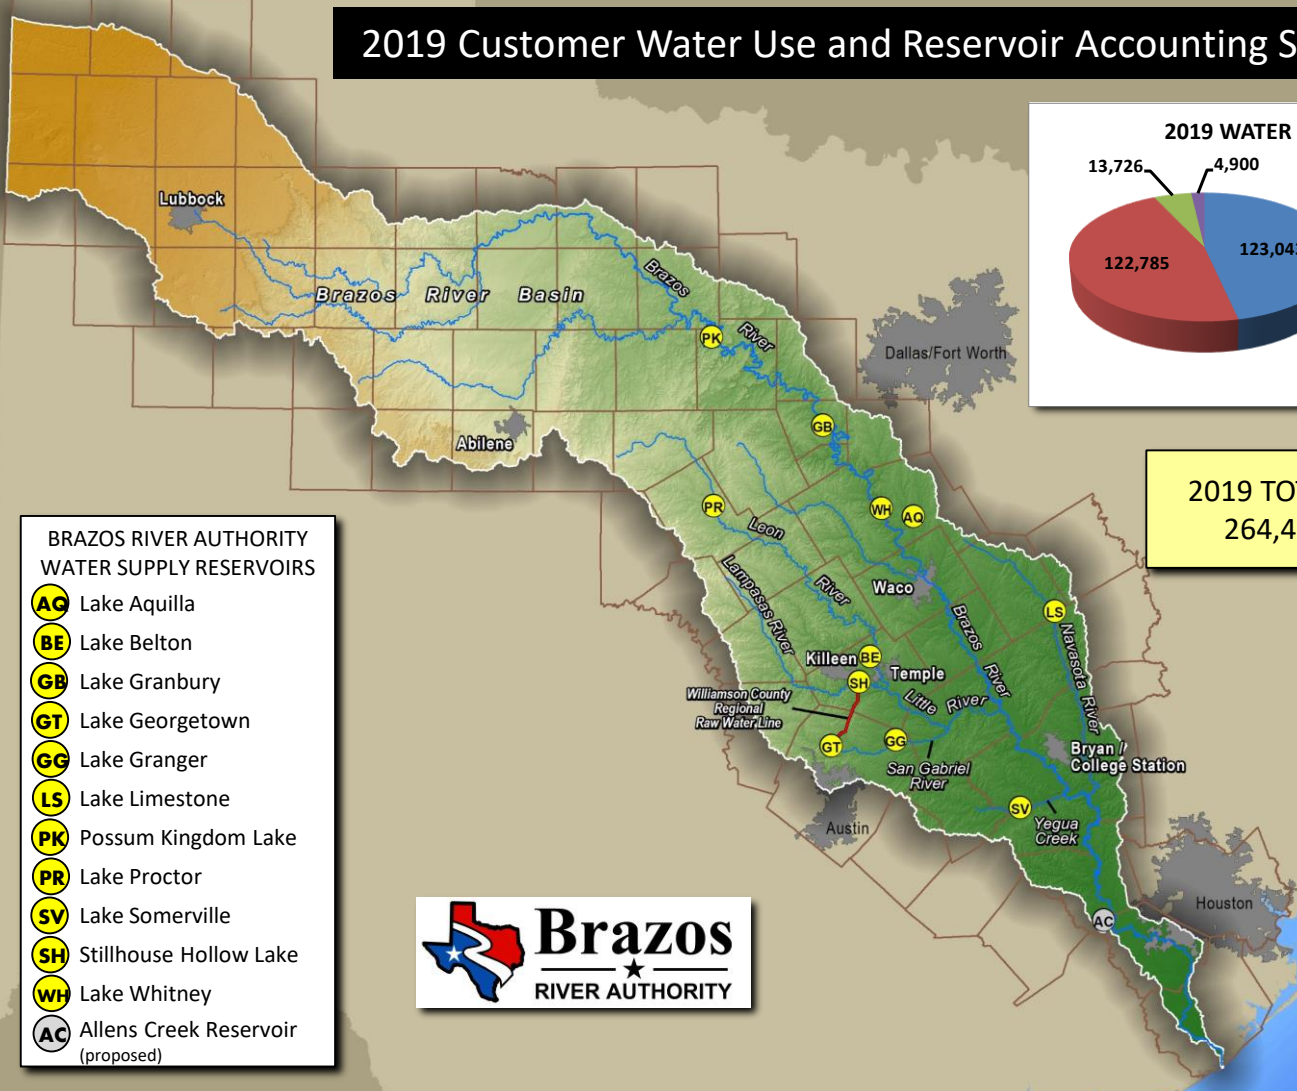 2019 Customer Water Use and Reservoir Accounting S
2019 WATER
13,726
4,900
122,785
123,04
Lubbock
Brazos River Basin
Brazos
River
PK
Dallas/Fort Worth
GB
Abilene
2019 TO
264,4
PR
WH
AQ
Leon
River
Lampasas River
Waco
Brazos
River
LS
Navasota River
Killeen
BE
Temple
SH
Little River
Williamson County
Regional
Raw Water Line
GT
GG
San Gabriel
River
Bryan /
College Station
SV
Yegua
Creek
Austin
Houston
AC
BRAZOS RIVER AUTHORITY
WATER SUPPLY RESERVOIRS
AQ Lake Aquilla
BE Lake Belton
GB Lake Granbury
GT Lake Georgetown
GG Lake Granger
LS Lake Limestone
PK Possum Kingdom Lake
PR Lake Proctor
SV Lake Somerville
SH Stillhouse Hollow Lake
WH Lake Whitney
AC Allens Creek Reservoir
(proposed)
Brazos
RIVER AUTHORITY